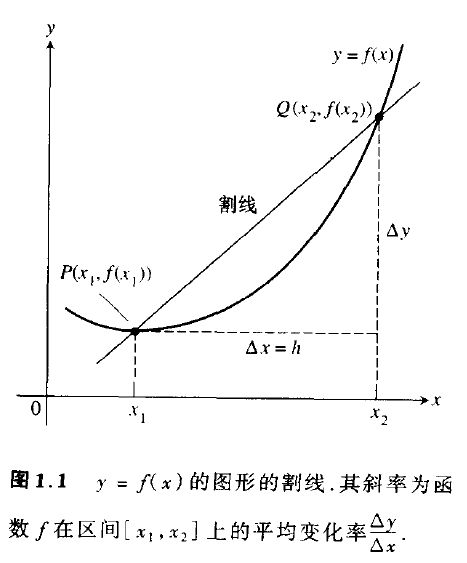 y
y = f(x)
Q(x₂, f(x₂))
割线
Δy
P(x₁, f(x₁))
Δx = h
0
x₁
x₂
x
图1.1 y = f(x)的图形的割线.其斜率为函
数 f 在区间[x₁,x₂]上的平均变化率Δy/Δx.